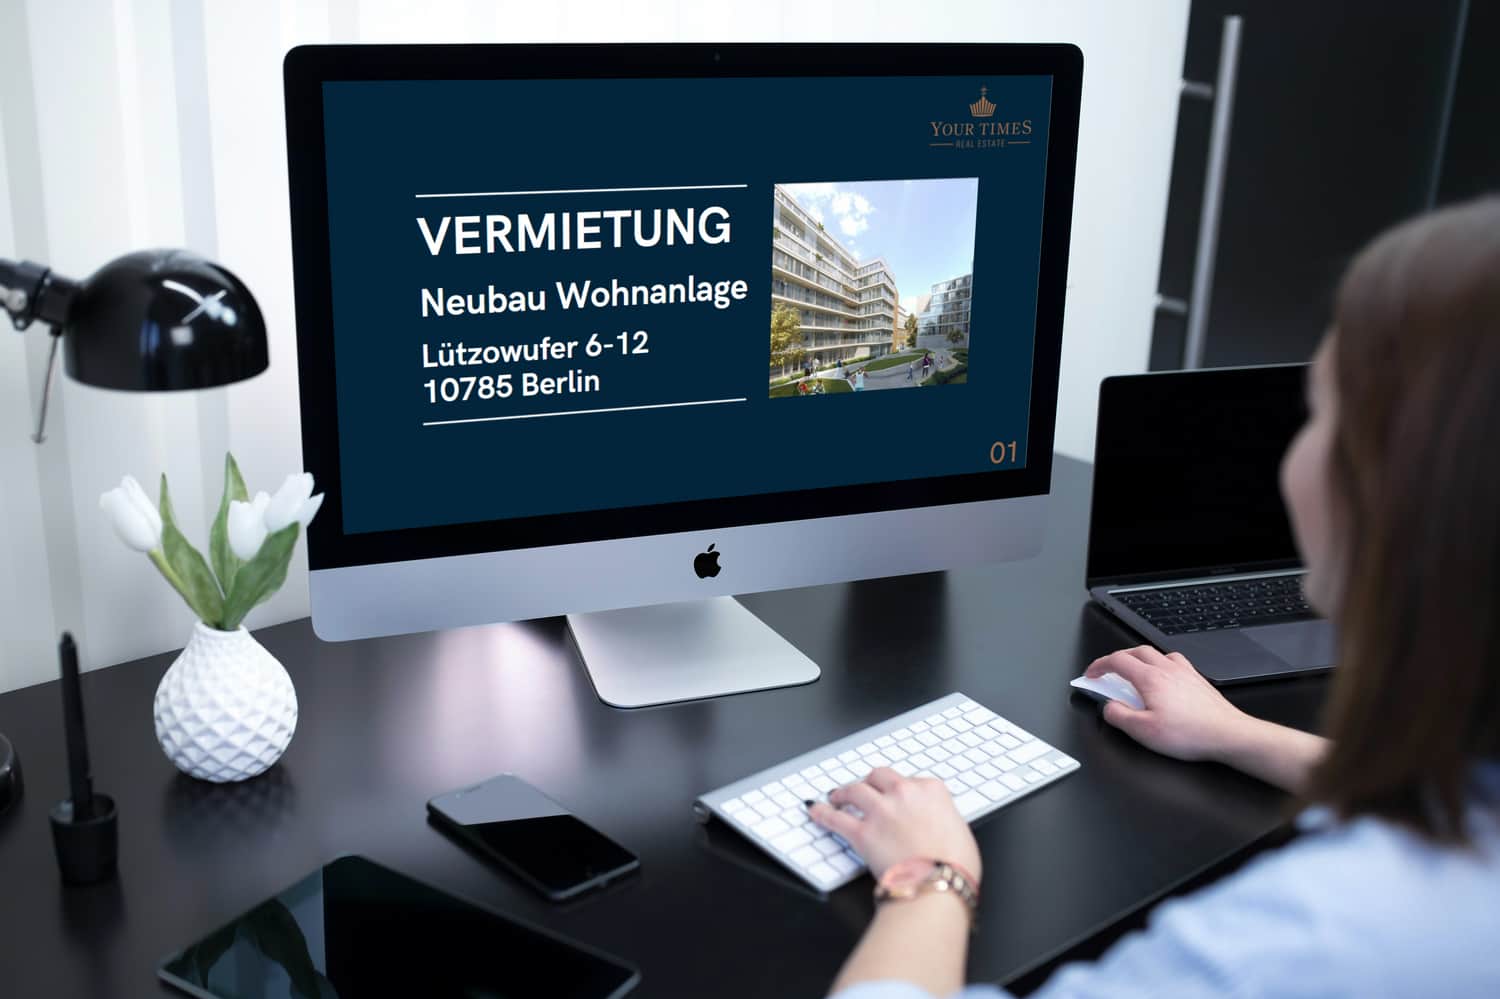 YOUR TIMES
REAL ESTATE
VERMIETUNG
Neubau Wohnanlage
Lützowufer 6-12
10785 Berlin
01